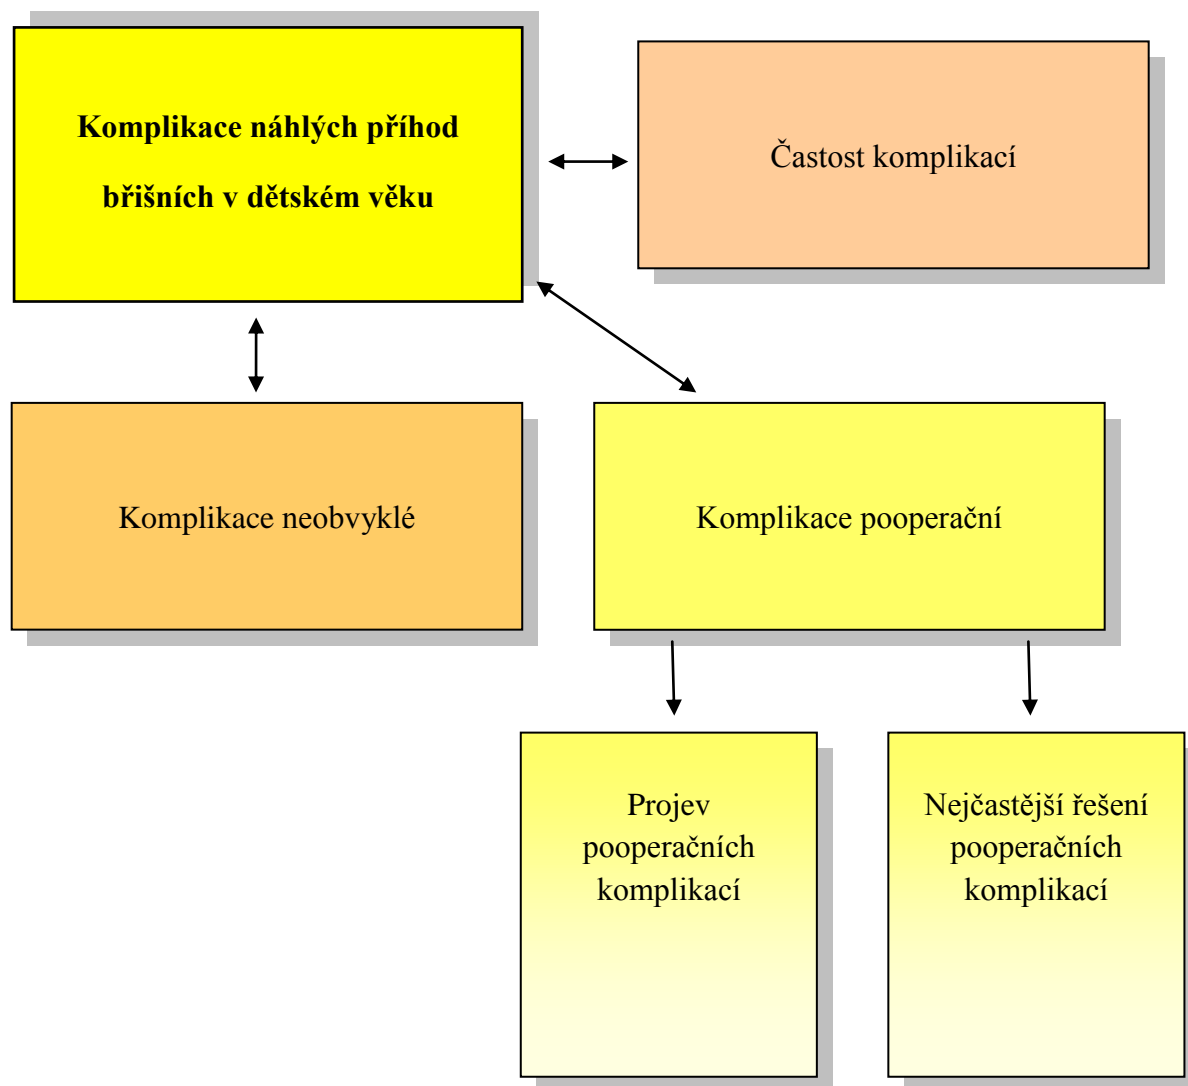 Komplikace náhlých příhod
břišních v dětském věku
Častost komplikací
Komplikace neobvyklé
Komplikace pooperační
Projev
pooperačních
komplikací
Nejčastější řešení
pooperačních
komplikací